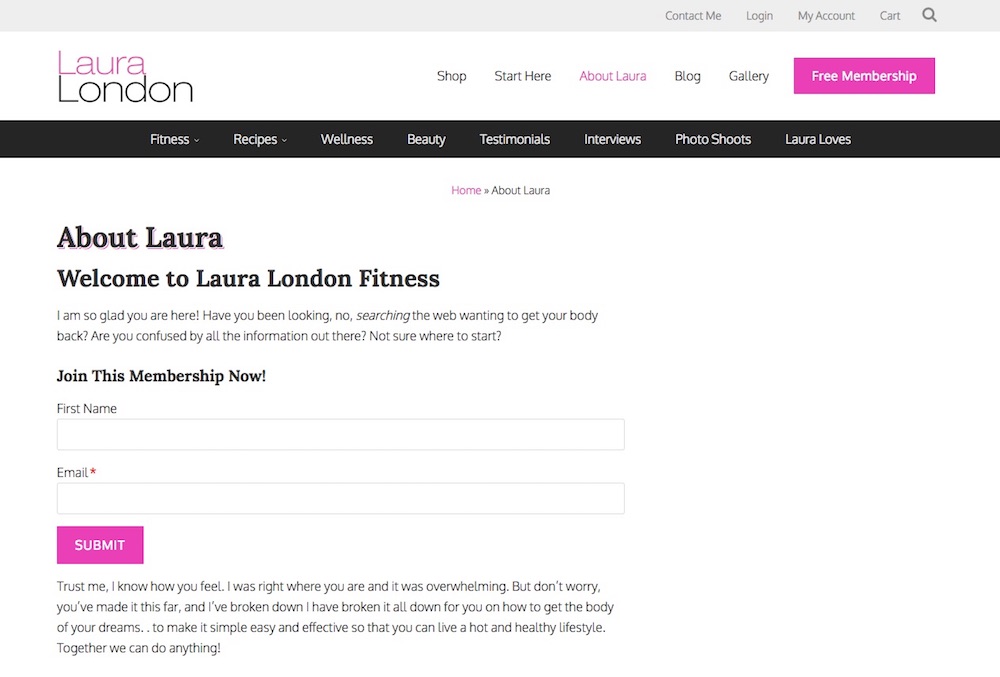 Contact Me Login My Account Cart
Laura
London
Shop Start Here About Laura Blog Gallery Free Membership
Fitness Recipes Wellness Beauty Testimonials Interviews Photo Shoots Laura Loves
Home » About Laura
About Laura
Welcome to Laura London Fitness
I am so glad you are here! Have you been looking, no, searching the web wanting to get your body
back? Are you confused by all the information out there? Not sure where to start?
Join This Membership Now!
First Name
Email *
SUBMIT
Trust me, I know how you feel. I was right where you are and it was overwhelming. But don’t worry,
you’ve made it this far, and I’ve broken down I have broken it all down for you on how to get the body
of your dreams. . to make it simple easy and effective so that you can live a hot and healthy lifestyle.
Together we can do anything!